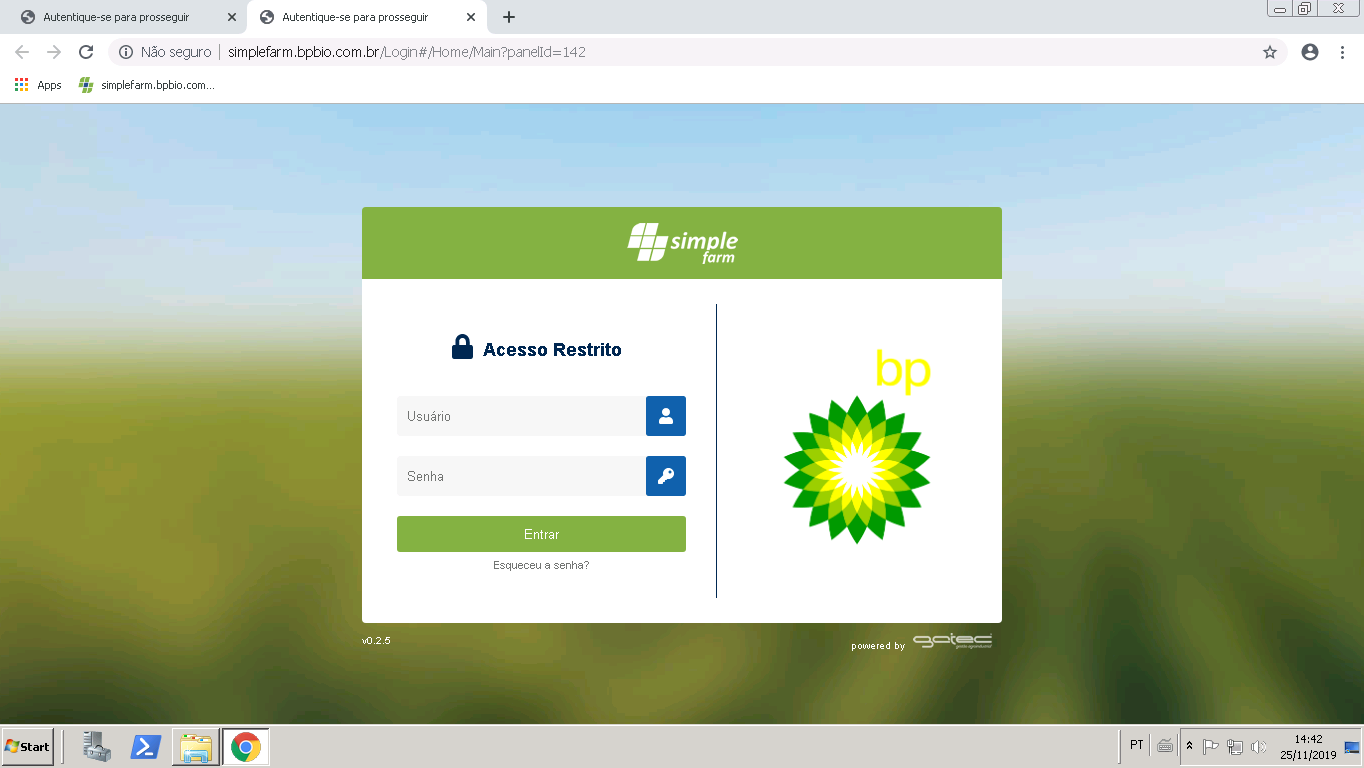 Autentique-se para prosseguir
Autentique-se para prosseguir
Não seguro
simplefarm.bpbio.com.br/Login#/Home/Main?panelId=142
Apps
simplefarm.bpbio.com...
simple
farm
Acesso Restrito
bp
Usuário
Senha
Entrar
Esqueceu a senha?
v0.2.5
powered by gatec
Start
PT
14:42
25/11/2019